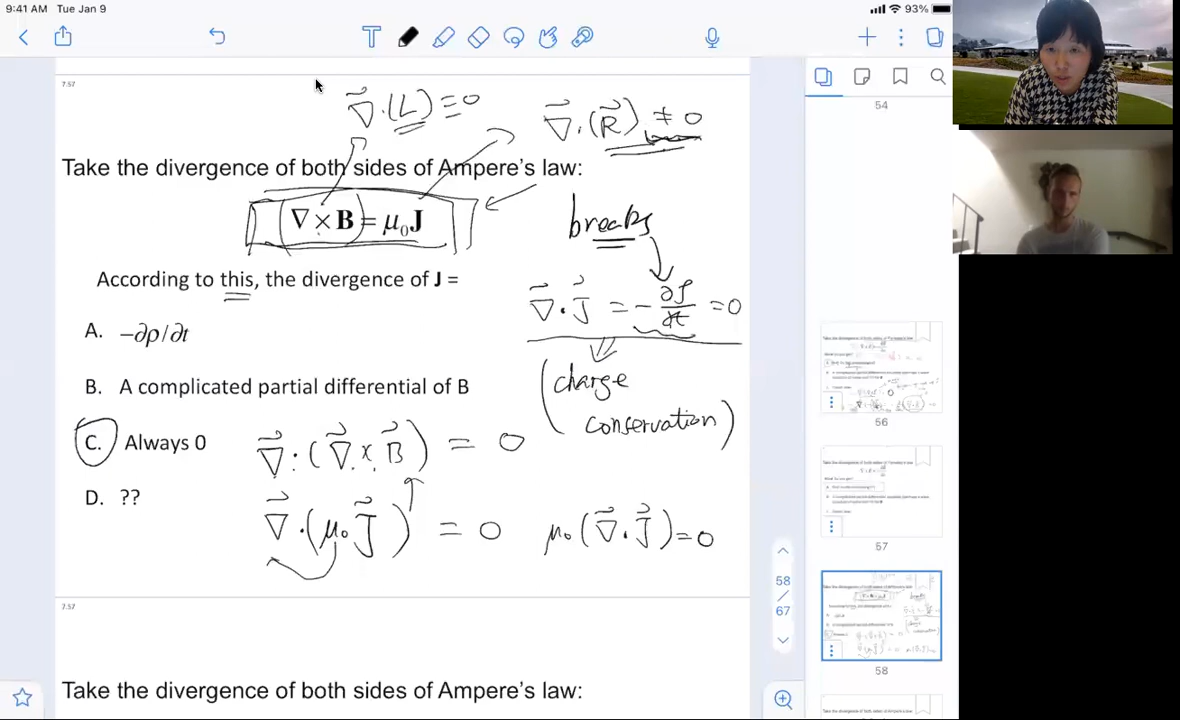 9:41 AM Tue Jan 9
93%
7.57
∇⃗·(L) = 0
∇⃗·(R⃗) ≠ 0
Take the divergence of both sides of Ampere's law:
∇ × B = μ₀J
breaks
According to this, the divergence of J =
∇⃗·J⃗ = −∂ρ/∂t = 0
A. −∂ρ/∂t
(charge
conservation)
B. A complicated partial differential of B
C. Always 0
∇⃗·(∇⃗×B⃗) = 0
D. ??
∇⃗·(μ₀J⃗) = 0
μ₀(∇⃗·J⃗) = 0
7.57
Take the divergence of both sides of Ampere's law:
54
56
57
58
58
/
67